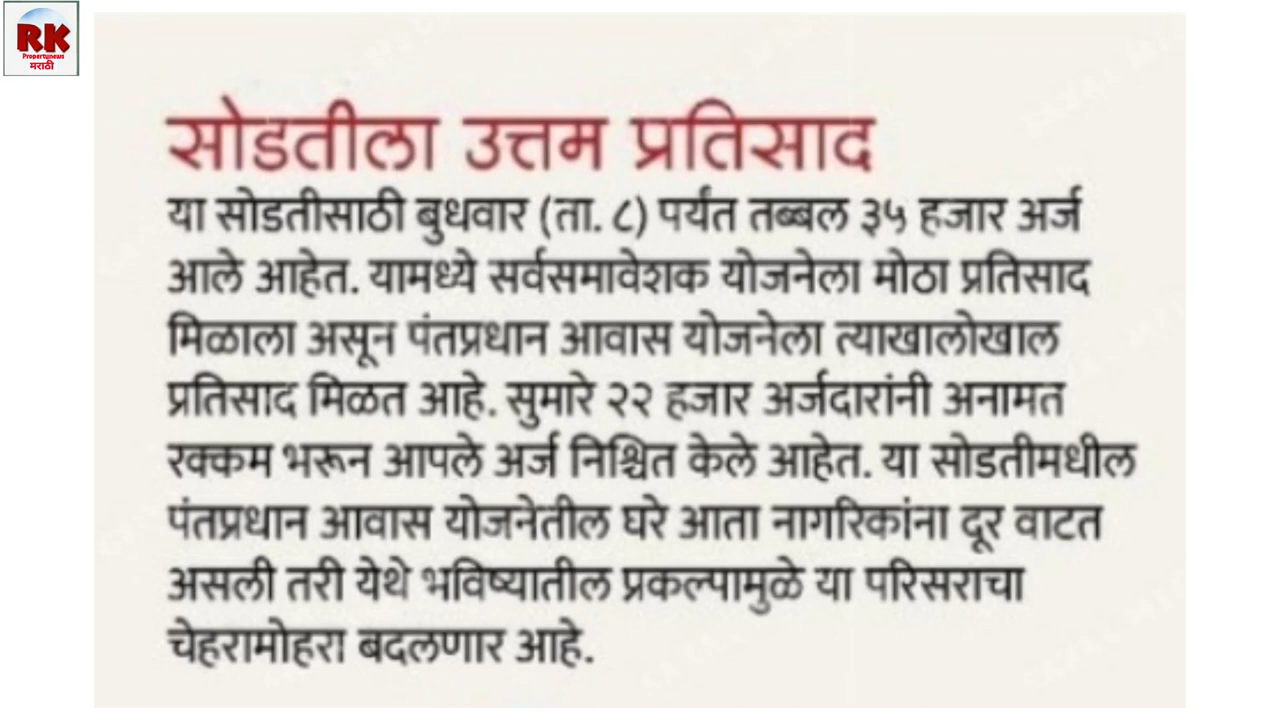 RK
Propertynews
मराठी
सोडतीला उत्तम प्रतिसाद
या सोडतीसाठी बुधवार (ता. ८) पर्यंत तब्बल ३५ हजार अर्ज
आले आहेत. यामध्ये सर्वसमावेशक योजनेला मोठा प्रतिसाद
मिळाला असून पंतप्रधान आवास योजनेला त्याखालोखाल
प्रतिसाद मिळत आहे. सुमारे २२ हजार अर्जदारांनी अनामत
रक्कम भरून आपले अर्ज निश्चित केले आहेत. या सोडतीमधील
पंतप्रधान आवास योजनेतील घरे आता नागरिकांना दूर वाटत
असली तरी येथे भविष्यातील प्रकल्पामुळे या परिसराचा
चेहरामोहरा बदलणार आहे.